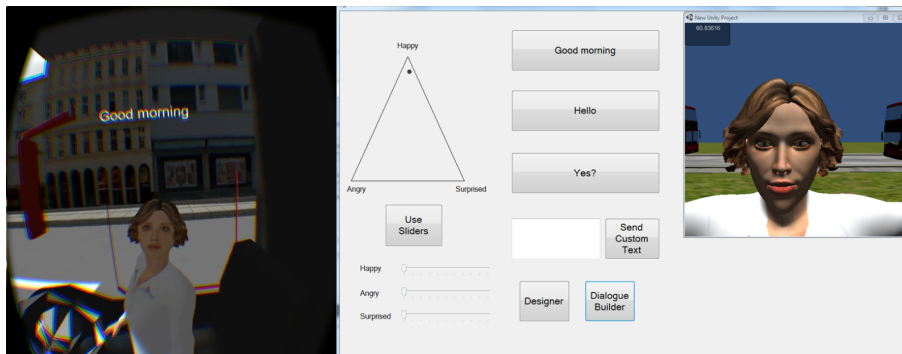 Good morning
Happy
Angry
Surprised
Use
Sliders
Happy
Angry
Surprised
Good morning
Hello
Yes?
Send
Custom
Text
Designer
Dialogue
Builder
New Unity Project
60.83616